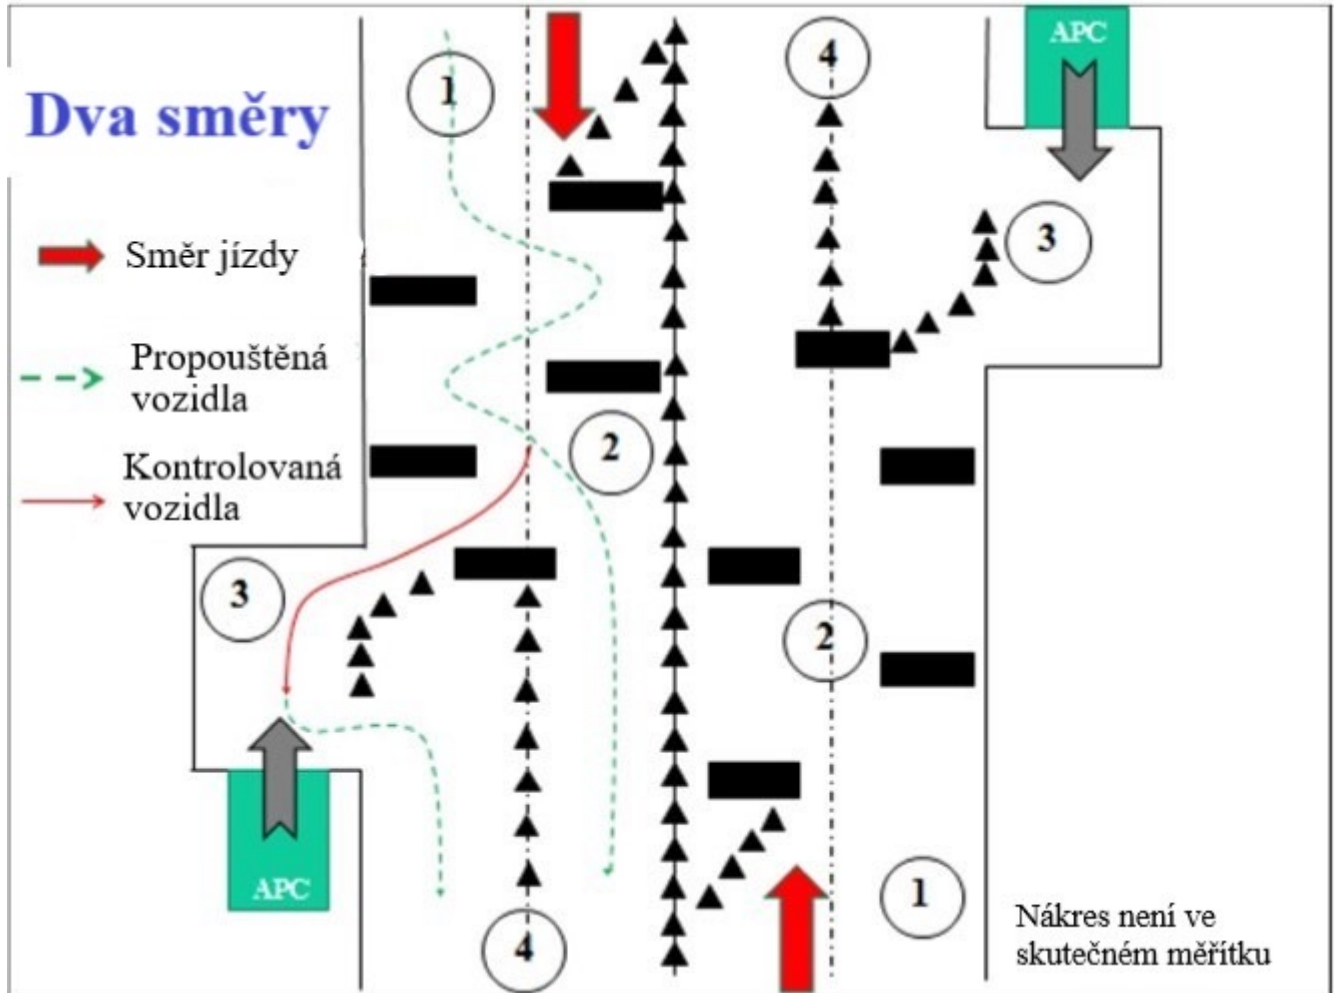 1
4
APC
Dva směry
3
Směr jízdy
Propouštěná
vozidla
2
Kontrolovaná
vozidla
3
2
APC
1
4
Nákres není ve
skutečném měřítku